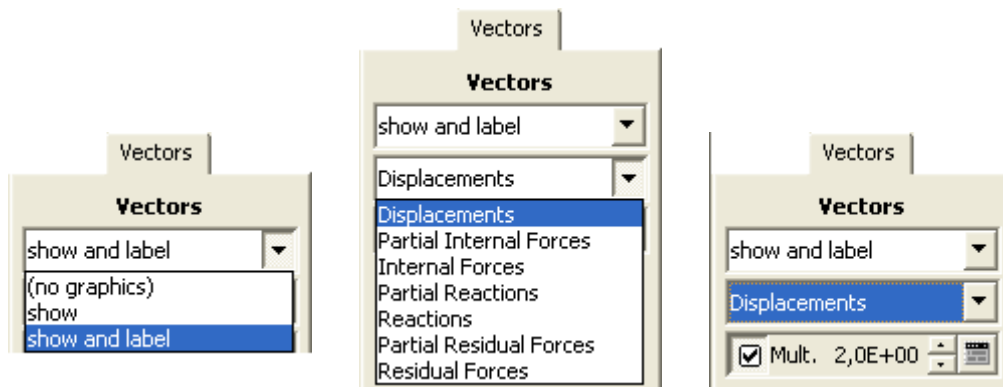 Vectors
Vectors
show and label
(no graphics)
show
show and label
Vectors
Vectors
show and label
Displacements
Displacements
Partial Internal Forces
Internal Forces
Partial Reactions
Reactions
Partial Residual Forces
Residual Forces
Vectors
Vectors
show and label
Displacements
Mult. 2,0E+00